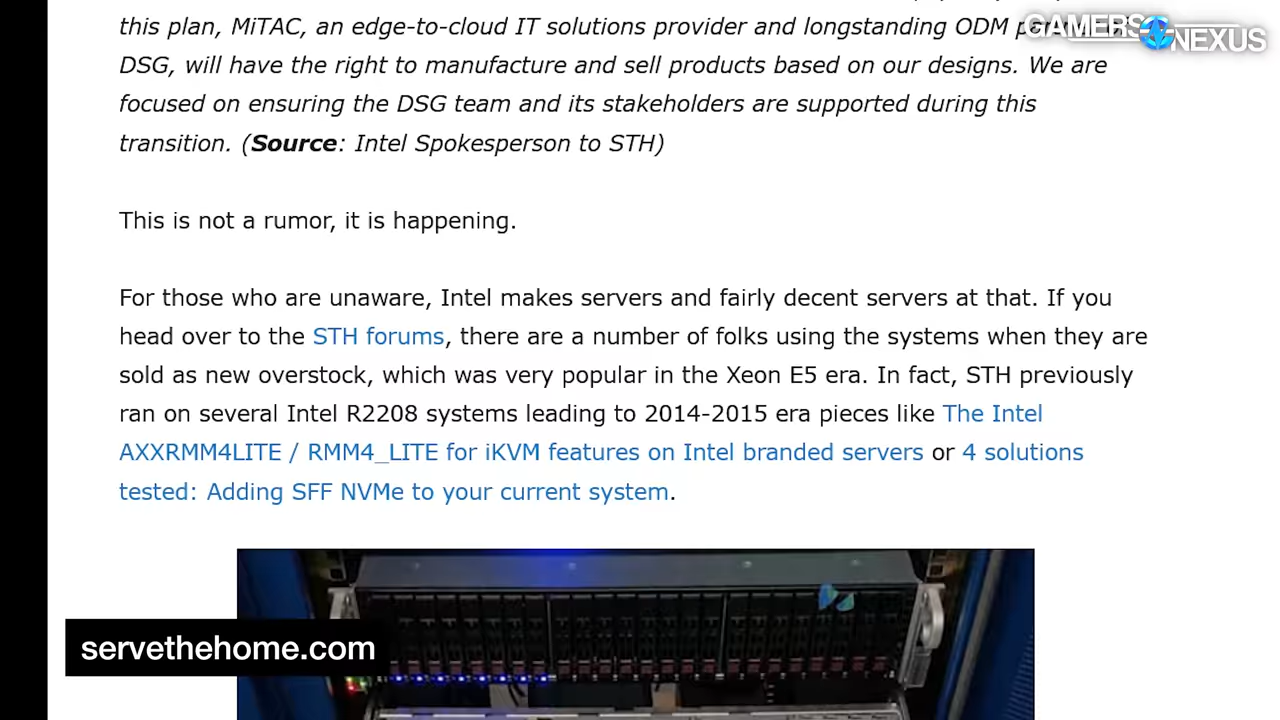 this plan, MiTAC, an edge-to-cloud IT solutions provider and longstanding ODM
GAMERS
NEXUS
DSG, will have the right to manufacture and sell products based on our designs. We are
focused on ensuring the DSG team and its stakeholders are supported during this
transition. (Source: Intel Spokesperson to STH)
This is not a rumor, it is happening.
For those who are unaware, Intel makes servers and fairly decent servers at that. If you
head over to the STH forums, there are a number of folks using the systems when they are
sold as new overstock, which was very popular in the Xeon E5 era. In fact, STH previously
ran on several Intel R2208 systems leading to 2014-2015 era pieces like The Intel
AXXRMM4LITE / RMM4_LITE for iKVM features on Intel branded servers or 4 solutions
tested: Adding SFF NVMe to your current system.
servethehome.com